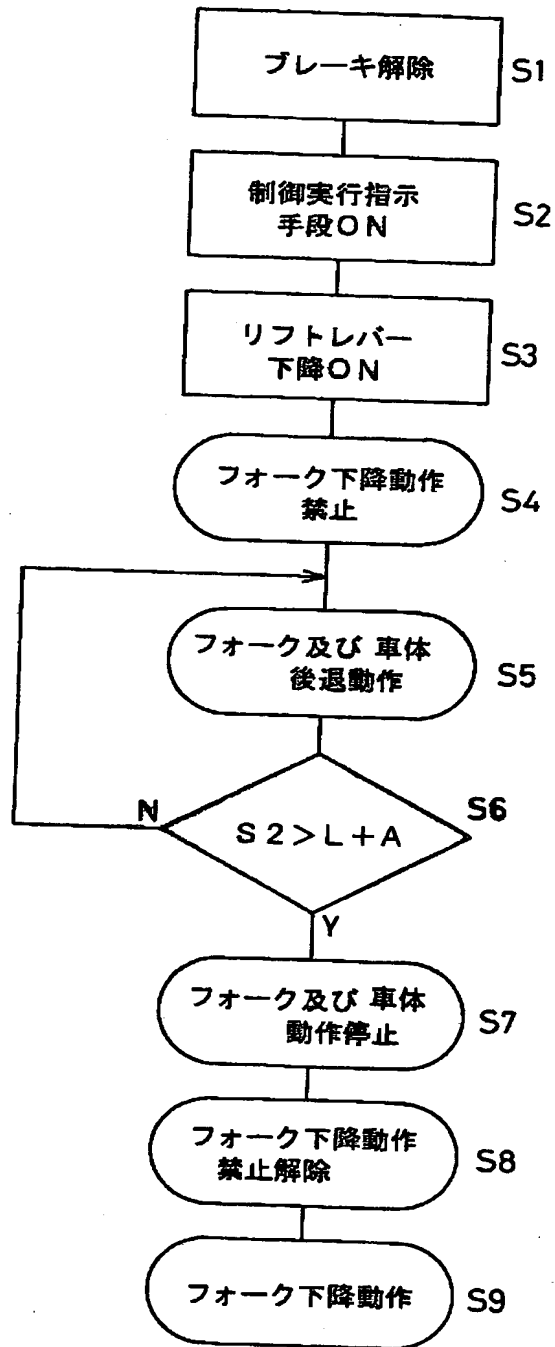 ブレーキ解除
S1
制御実行指示
手段ON
S2
リフトレバー
下降ON
S3
フォーク下降動作
禁止
S4
フォーク及び 車体
後退動作
S5
N
S2>L+A
S6
Y
フォーク及び 車体
動作停止
S7
フォーク下降動作
禁止解除
S8
フォーク下降動作
S9